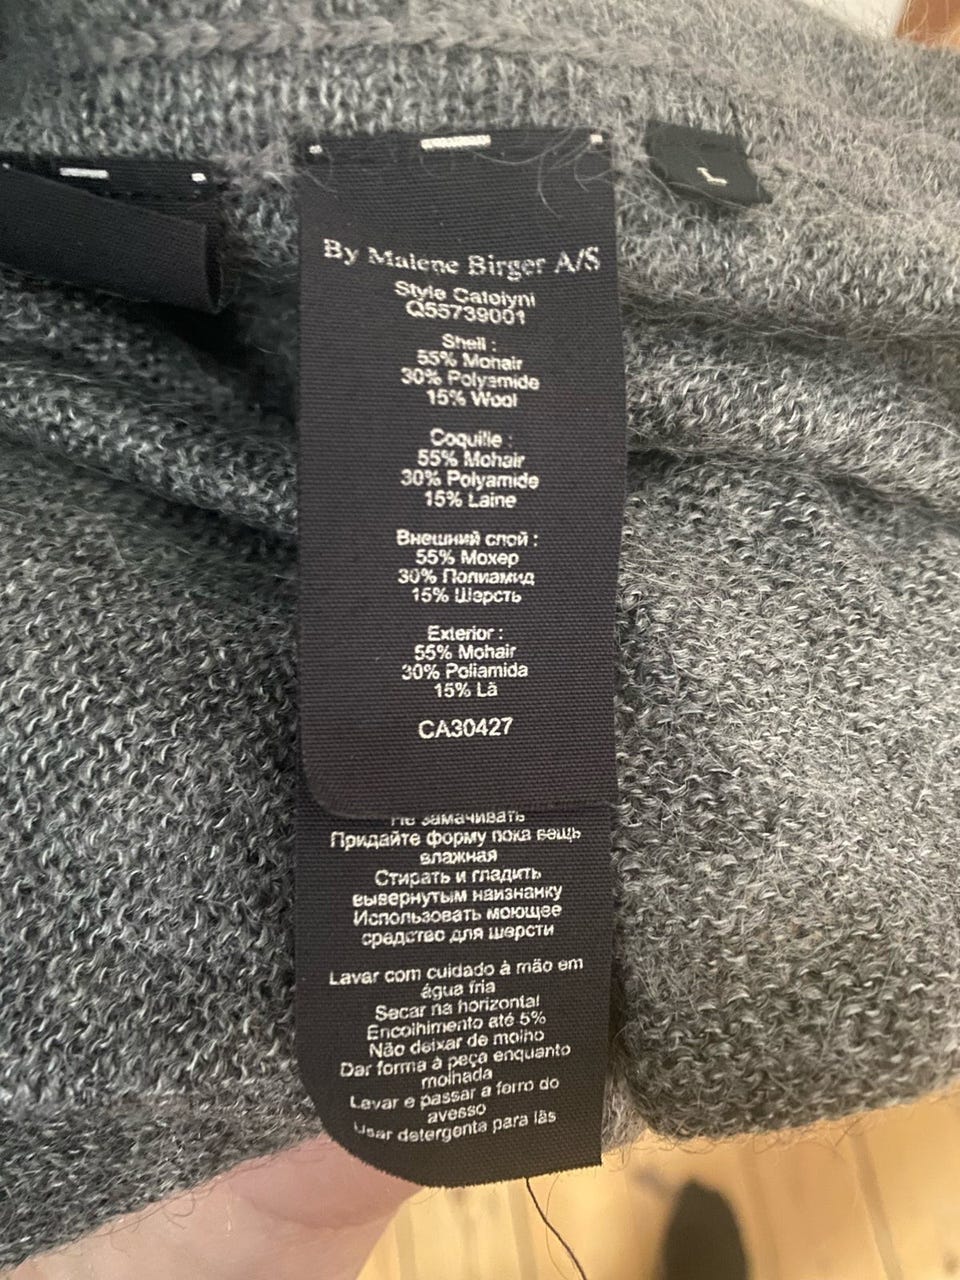 L
By Malene Birger A/S
Style Catolyni
Q55739001
Shell :
55% Mohair
30% Polyamide
15% Wool
Coquille :
55% Mohair
30% Polyamide
15% Laine
Внешний слой :
55% Мохер
30% Полиамид
15% Шерсть
Exterior :
55% Mohair
30% Poliamida
15% Lã
CA30427
Не замачивать
Придайте форму пока вещь
влажная
Стирать и гладить
вывернутым наизнанку
Использовать моющее
средство для шерсти
Lavar com cuidado à mão em
água fria
Secar na horizontal
Encolhimento até 5%
Não deixar de molho
Dar forma à peça enquanto
molhada
Lavar e passar a ferro do
avesso
Usar detergente para lãs